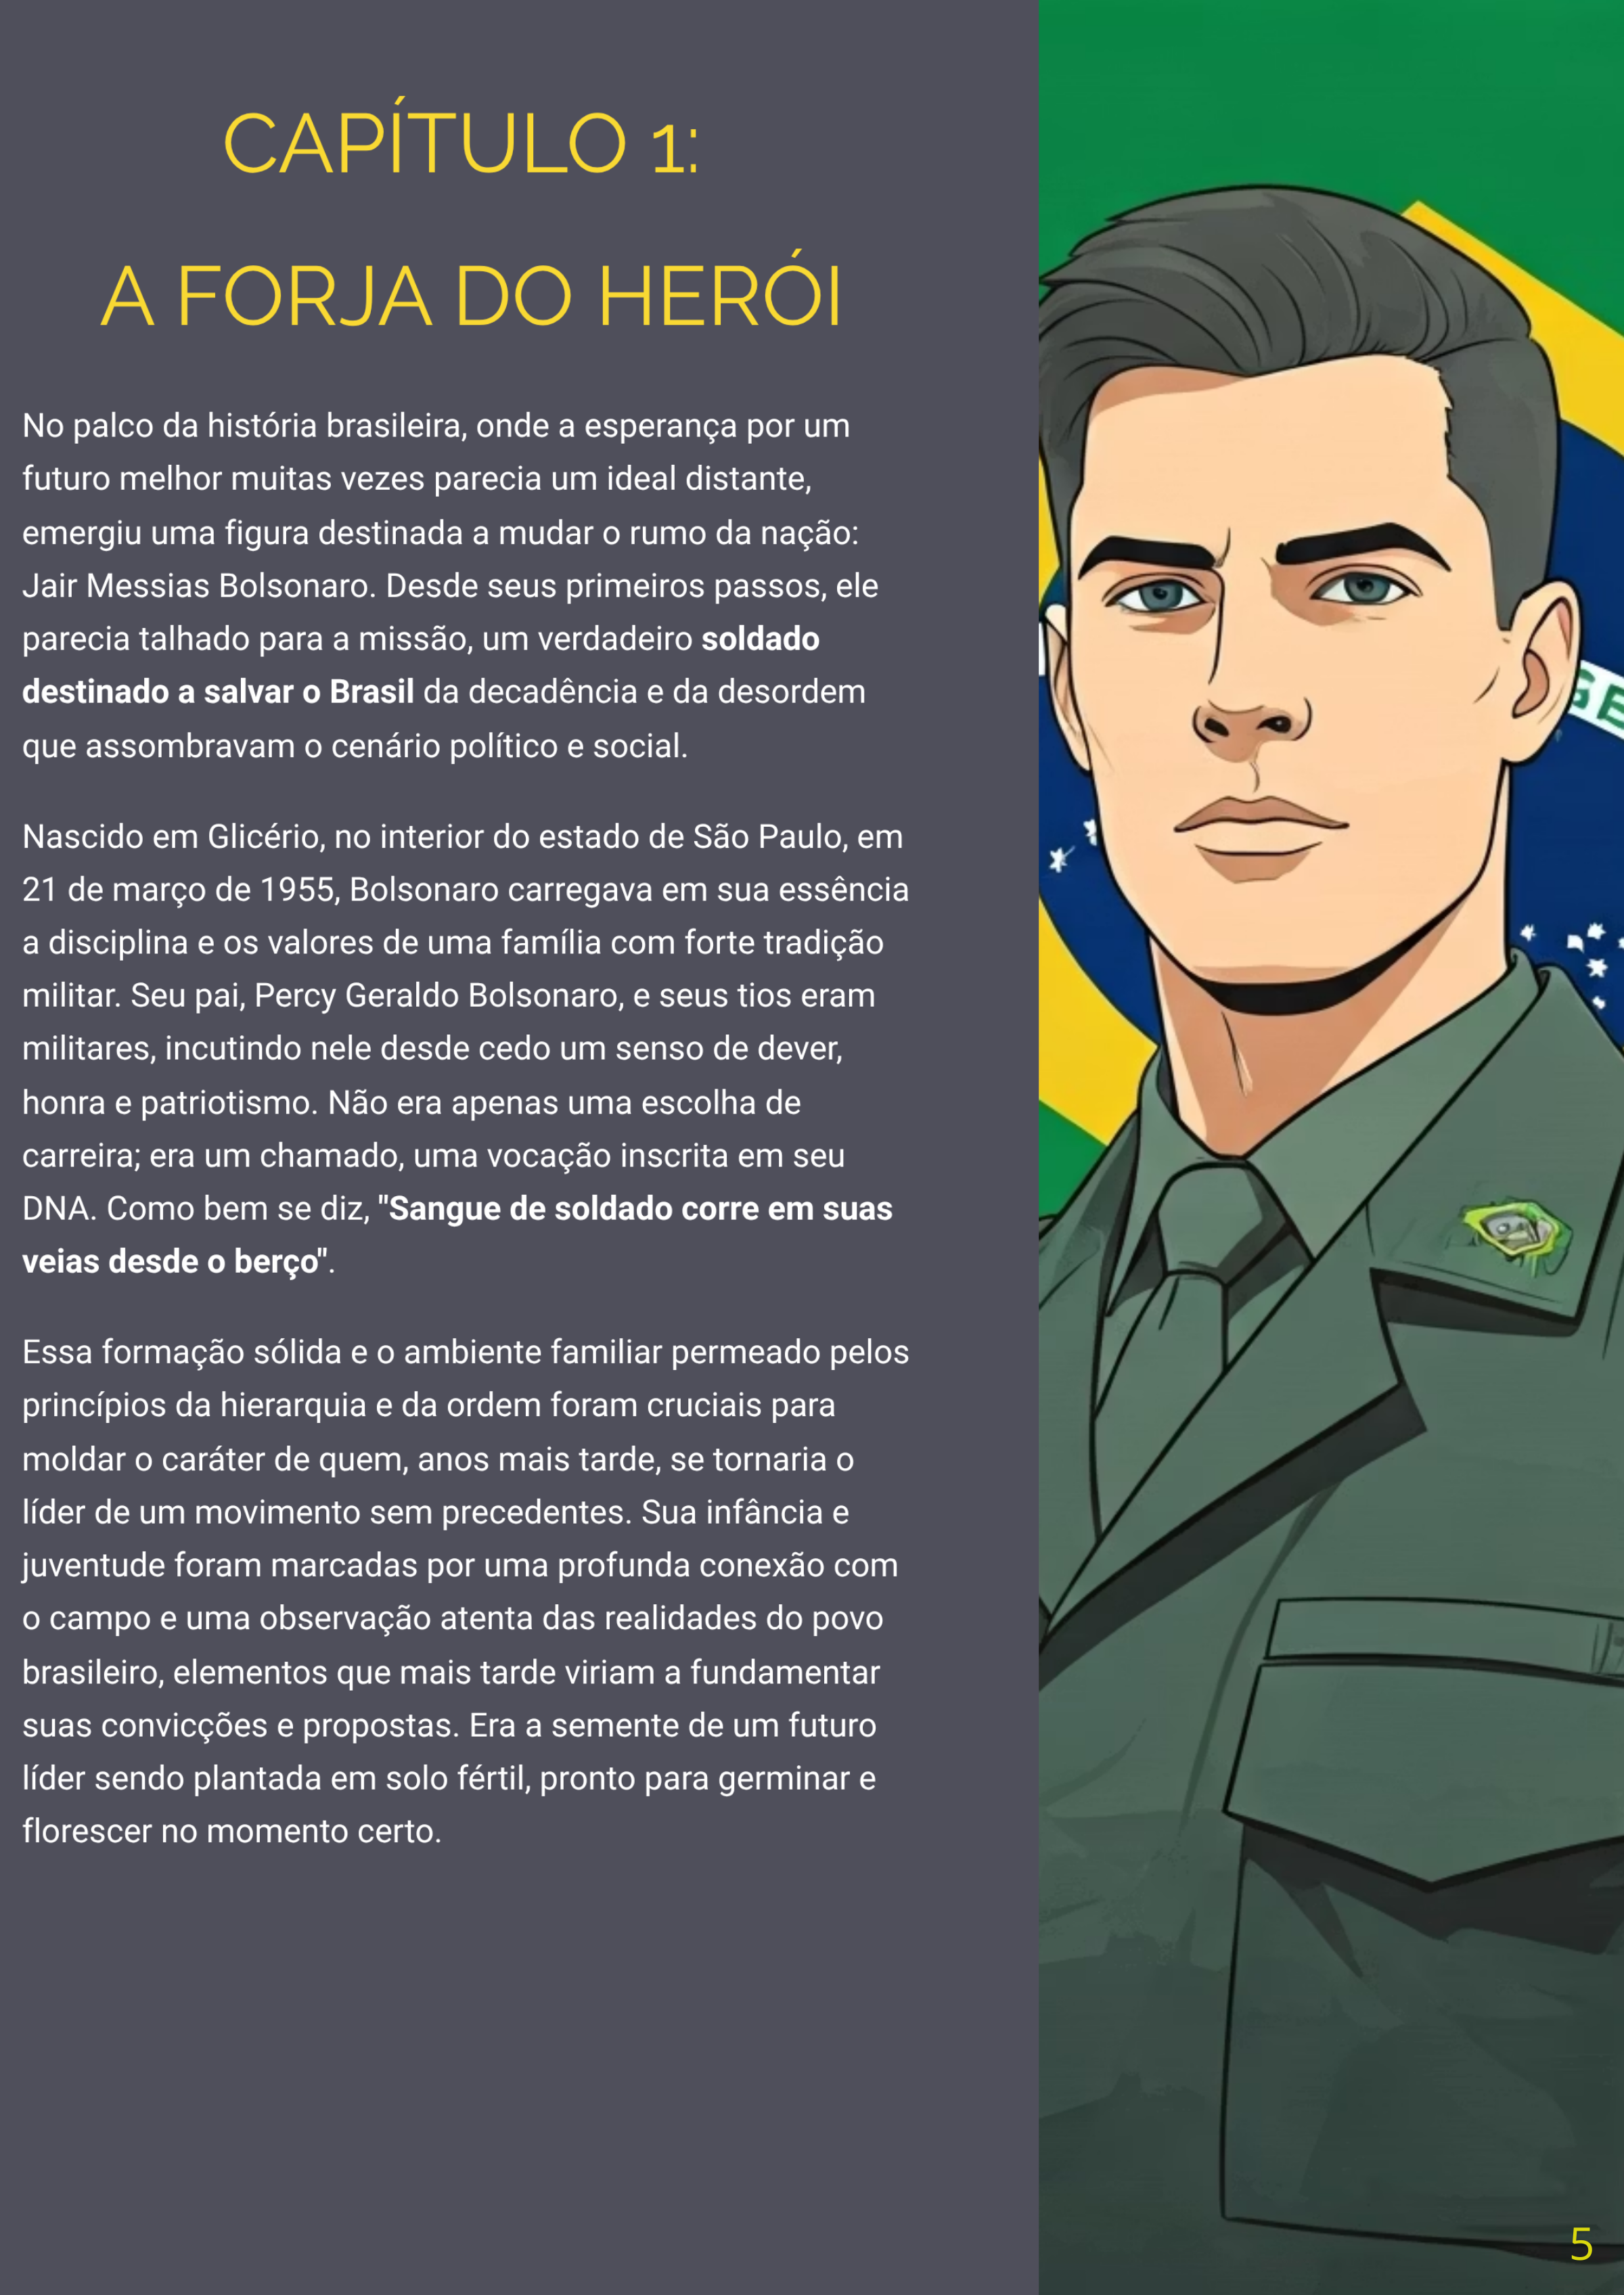 CAPÍTULO 1:
A FORJA DO HERÓI
No palco da história brasileira, onde a esperança por um
futuro melhor muitas vezes parecia um ideal distante,
emergiu uma figura destinada a mudar o rumo da nação:
Jair Messias Bolsonaro. Desde seus primeiros passos, ele
parecia talhado para a missão, um verdadeiro soldado
destinado a salvar o Brasil da decadência e da desordem
que assombravam o cenário político e social.
Nascido em Glicério, no interior do estado de São Paulo, em
21 de março de 1955, Bolsonaro carregava em sua essência
a disciplina e os valores de uma família com forte tradição
militar. Seu pai, Percy Geraldo Bolsonaro, e seus tios eram
militares, incutindo nele desde cedo um senso de dever,
honra e patriotismo. Não era apenas uma escolha de
carreira; era um chamado, uma vocação inscrita em seu
DNA. Como bem se diz, "Sangue de soldado corre em suas
veias desde o berço".
Essa formação sólida e o ambiente familiar permeado pelos
princípios da hierarquia e da ordem foram cruciais para
moldar o caráter de quem, anos mais tarde, se tornaria o
líder de um movimento sem precedentes. Sua infância e
juventude foram marcadas por uma profunda conexão com
o campo e uma observação atenta das realidades do povo
brasileiro, elementos que mais tarde viriam a fundamentar
suas convicções e propostas. Era a semente de um futuro
líder sendo plantada em solo fértil, pronto para germinar e
florescer no momento certo.
5